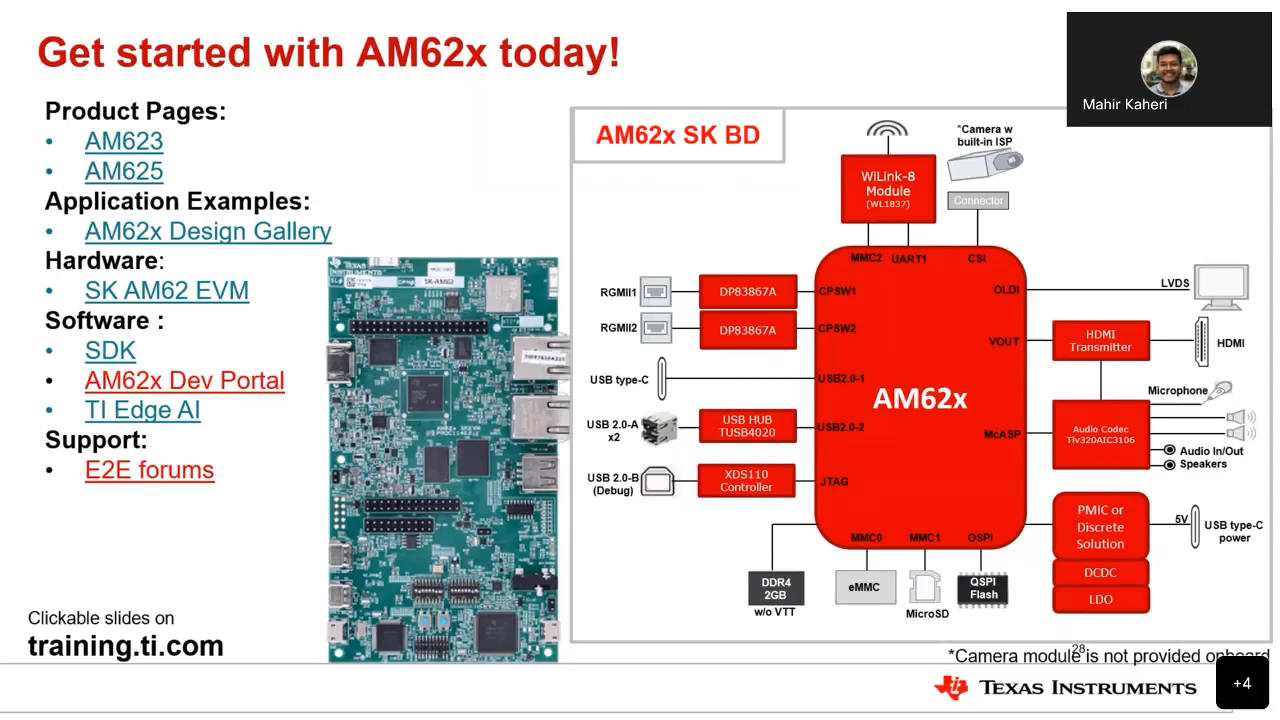 Get started with AM62x today!
Mahir Kaheri
Product Pages:
• AM623
• AM625
Application Examples:
• AM62x Design Gallery
Hardware:
• SK AM62 EVM
Software :
• SDK
• AM62x Dev Portal
• TI Edge AI
Support:
• E2E forums
Clickable slides on
training.ti.com
TEXAS INSTRUMENTS
SK-AM62
AM62x SK BD
WiLink-8
Module
(WL1837)
*Camera w
built-in ISP
Connector
MMC2
UART1
CSI
RGMII1
DP83867A
CPSW1
RGMII2
DP83867A
CPSW2
USB type-C
USB2.0-1
USB 2.0-A
x2
USB HUB
TUSB4020
USB2.0-2
USB 2.0-B
(Debug)
XDS110
Controller
JTAG
AM62x
OLDI
LVDS
VOUT
HDMI
Transmitter
HDMI
Microphone
McASP
Audio Codec
Tlv320AIC3106
Audio In/Out
Speakers
PMIC or
Discrete
Solution
DCDC
LDO
5V
USB type-C
power
MMC0
MMC1
OSPI
DDR4
2GB
w/o VTT
eMMC
MicroSD
QSPI
Flash
28
*Camera module is not provided onboard
TEXAS INSTRUMENTS
+4